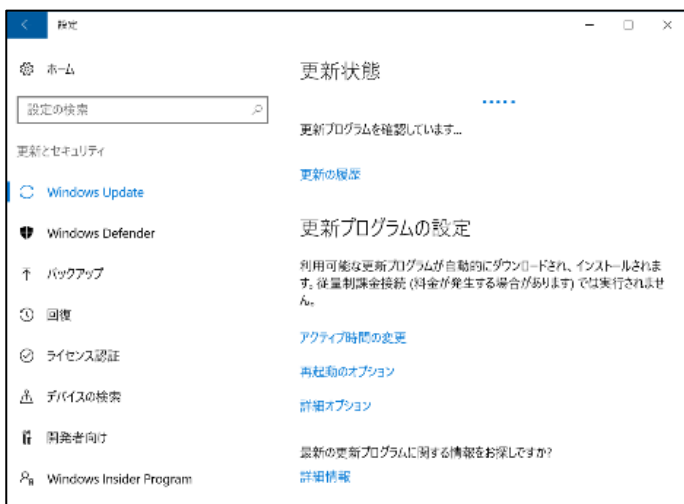 設定
ホーム
設定の検索
更新とセキュリティ
Windows Update
Windows Defender
バックアップ
回復
ライセンス認証
デバイスの検索
開発者向け
Windows Insider Program
更新状態
更新プログラムを確認しています...
更新の履歴
更新プログラムの設定
利用可能な更新プログラムが自動的にダウンロードされ、インストールされま
す。従量制課金接続 (料金が発生する場合があります) では実行されませ
ん。
アクティブ時間の変更
再起動のオプション
詳細オプション
最新の更新プログラムに関する情報をお探しですか?
詳細情報